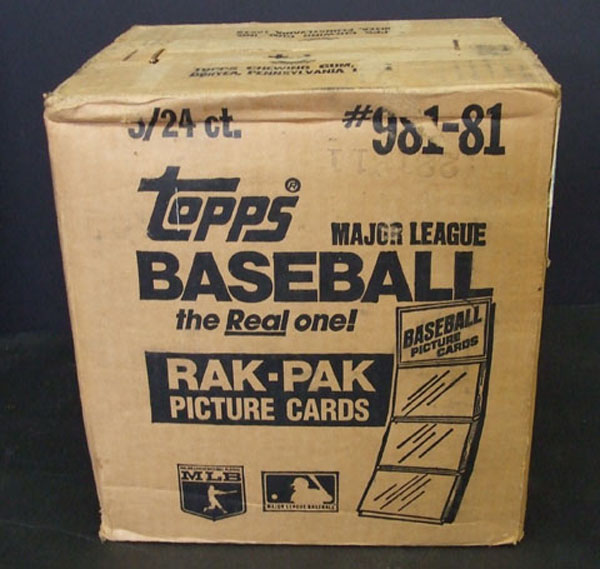 TOPPS CHEWING GUM,
DURYEA, PENNSYLVANIA 1
3/24 ct.
#981-81
TOPPS®
MAJOR LEAGUE
BASEBALL
the Real one!
RAK-PAK
PICTURE CARDS
BASEBALL
PICTURE
CARDS
MLB
MAJOR LEAGUE BASEBALL